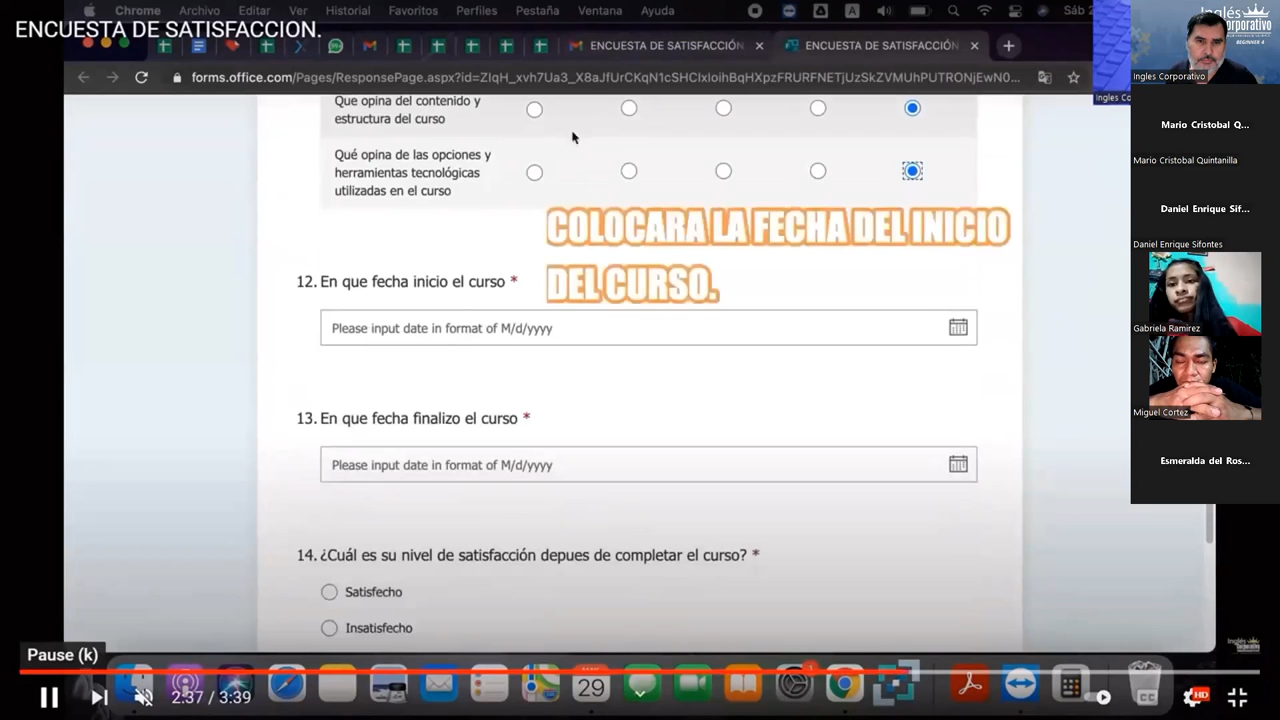 Chrome Archivo Editar Ver Historial Favoritos Perfiles Pestaña Ventana Ayuda
ENCUESTA DE SATISFACCION.
ENCUESTA DE SATISFACCIÓN
ENCUESTA DE SATISFACCIÓN
forms.office.com/Pages/ResponsePage.aspx?id=
Que opina del contenido y
estructura del curso
Qué opina de las opciones y
herramientas tecnológicas
utilizadas en el curso
COLOCARA LA FECHA DEL INICIO
DEL CURSO.
12. En que fecha inicio el curso *
Please input date in format of M/d/yyyy
13. En que fecha finalizo el curso *
Please input date in format of M/d/yyyy
14. ¿Cuál es su nivel de satisfacción depues de completar el curso? *
Satisfecho
Insatisfecho
Pause (k)
29
2:37 / 3:39
HD
Inglés
BEGINNER 4
Ingles Corporativo
Ingles Co
Mario Cristobal Q...
Mario Cristobal Quintanilla
Daniel Enrique Sif...
Daniel Enrique Sifontes
Gabriela Ramirez
Miguel Cortez
Esmeralda del Ros...